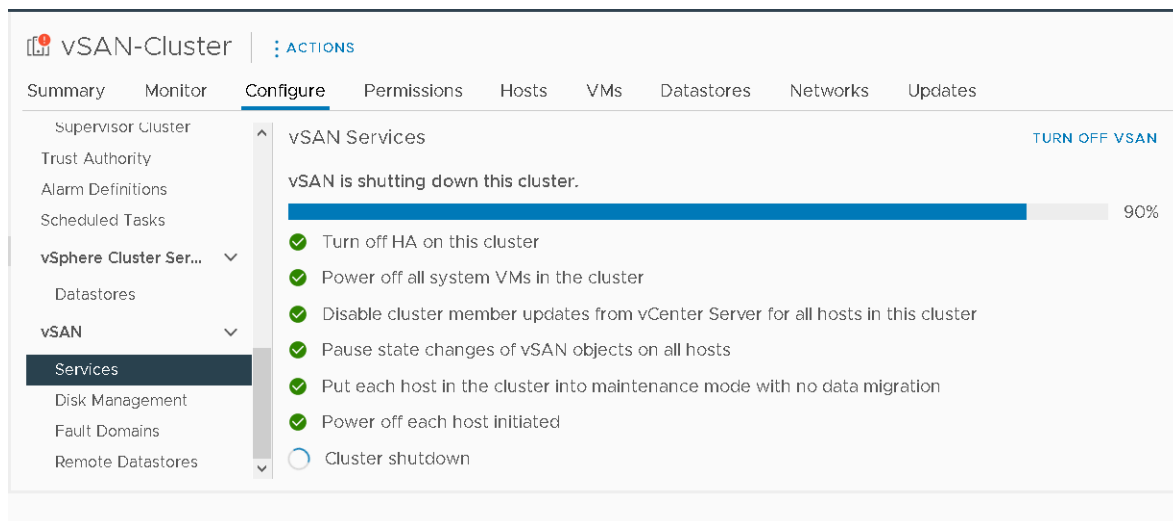 vSAN-Cluster
ACTIONS
Summary Monitor Configure Permissions Hosts VMs Datastores Networks Updates
Supervisor Cluster
Trust Authority
Alarm Definitions
Scheduled Tasks
vSphere Cluster Ser...
Datastores
vSAN
Services
Disk Management
Fault Domains
Remote Datastores
vSAN Services
TURN OFF VSAN
vSAN is shutting down this cluster.
90%
Turn off HA on this cluster
Power off all system VMs in the cluster
Disable cluster member updates from vCenter Server for all hosts in this cluster
Pause state changes of vSAN objects on all hosts
Put each host in the cluster into maintenance mode with no data migration
Power off each host initiated
Cluster shutdown